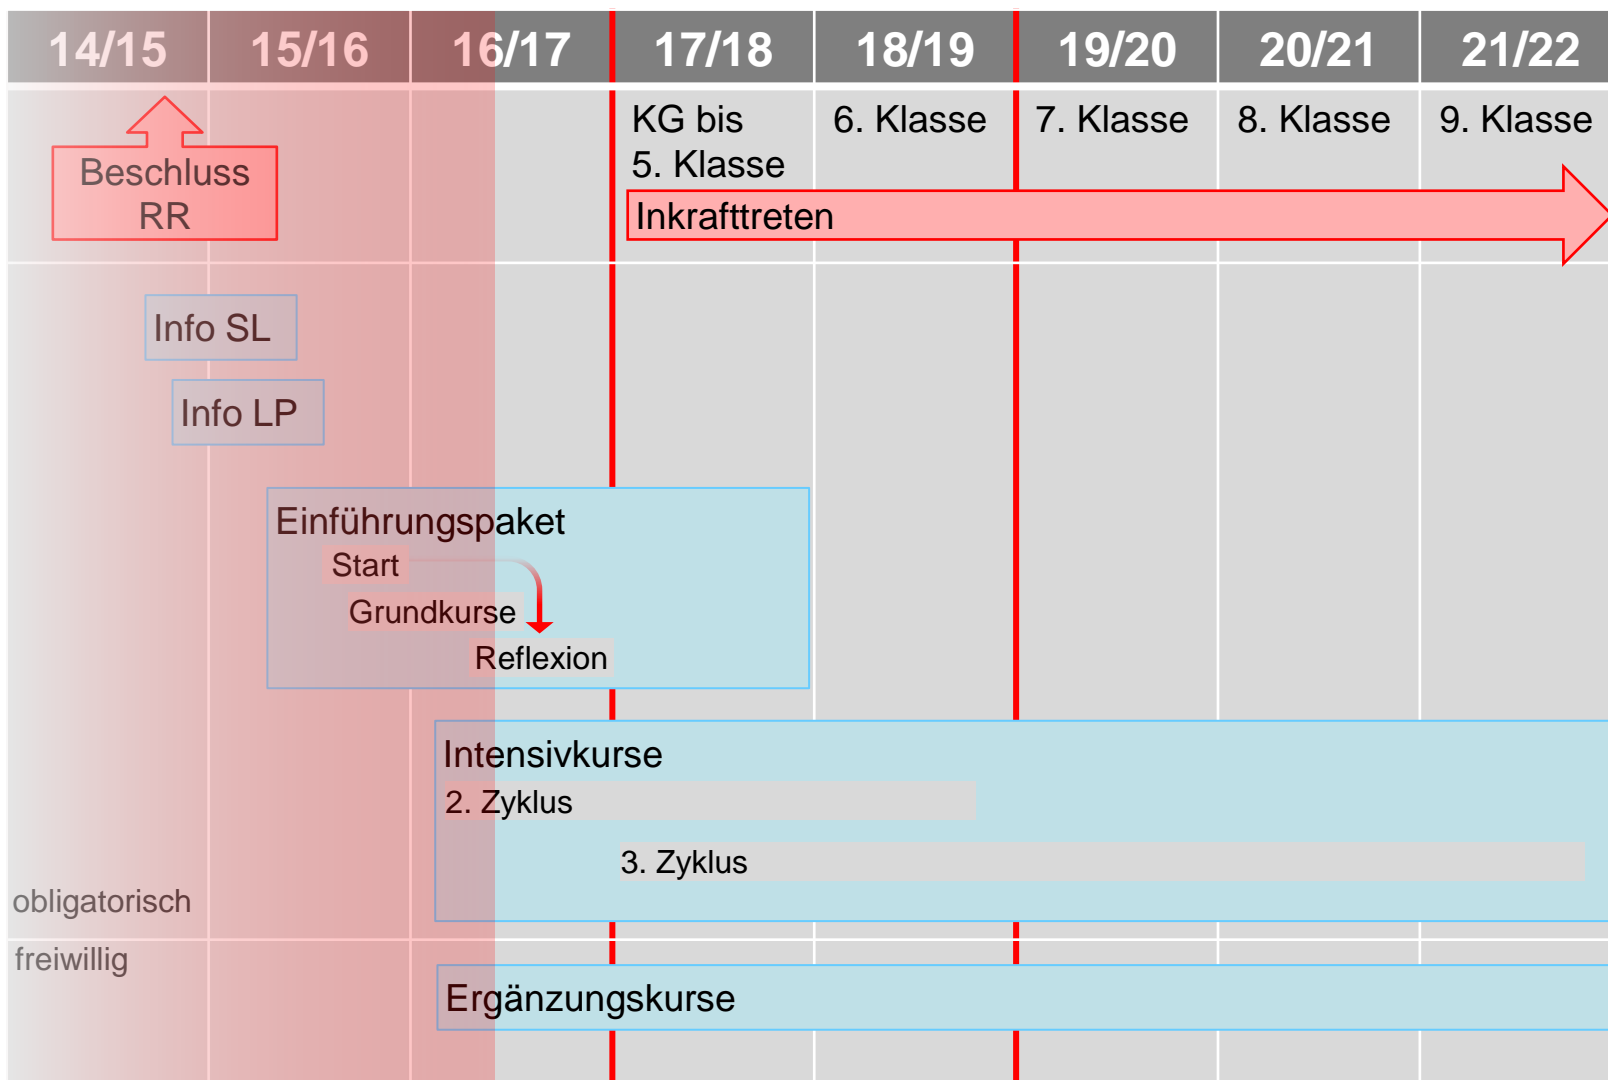 14/15 15/16 16/17 17/18 18/19 19/20 20/21 21/22
KG bis 6. Klasse 7. Klasse 8. Klasse 9. Klasse
5. Klasse
Beschluss
RR
Inkrafttreten
Info SL
Info LP
Einführungspaket
Start
Grundkurse
Reflexion
Intensivkurse
2. Zyklus
3. Zyklus
obligatorisch
freiwillig
Ergänzungskurse